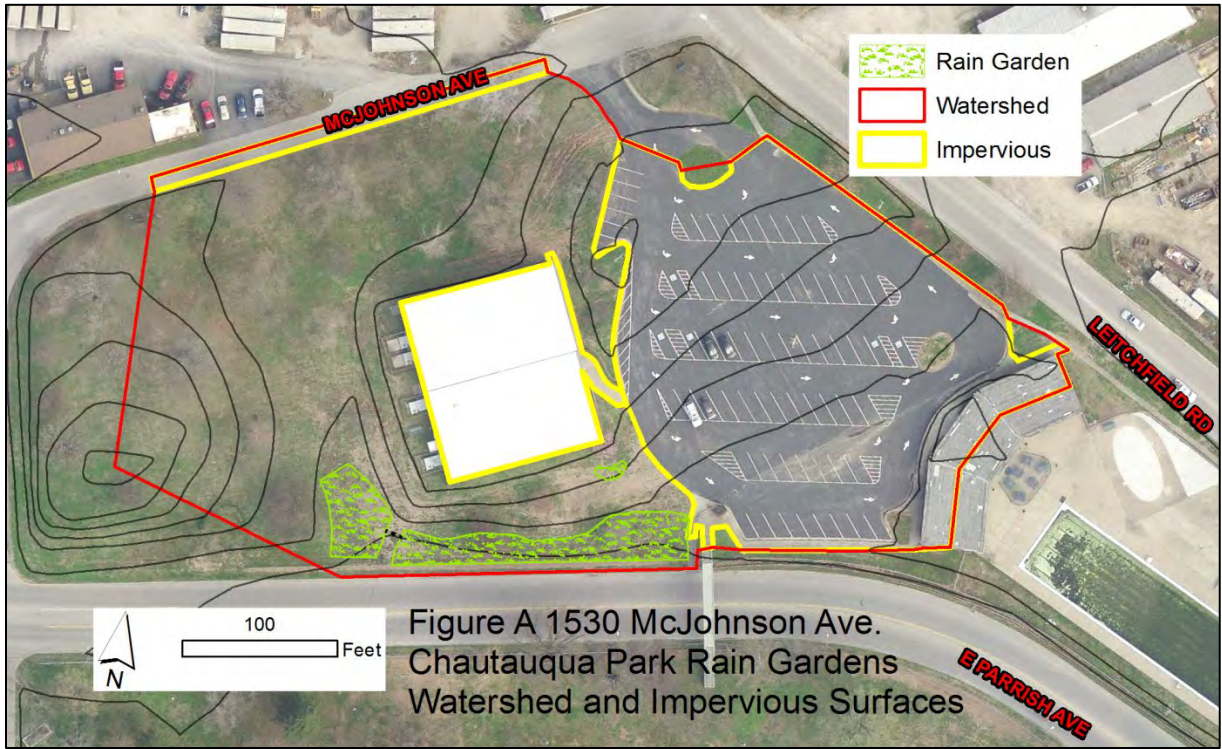 MCJOHNSON AVE
Rain Garden
Watershed
Impervious
LEITCHFIELD RD
100
Feet
N
Figure A 1530 McJohnson Ave.
Chautauqua Park Rain Gardens
Watershed and Impervious Surfaces
E PARRISH AVE